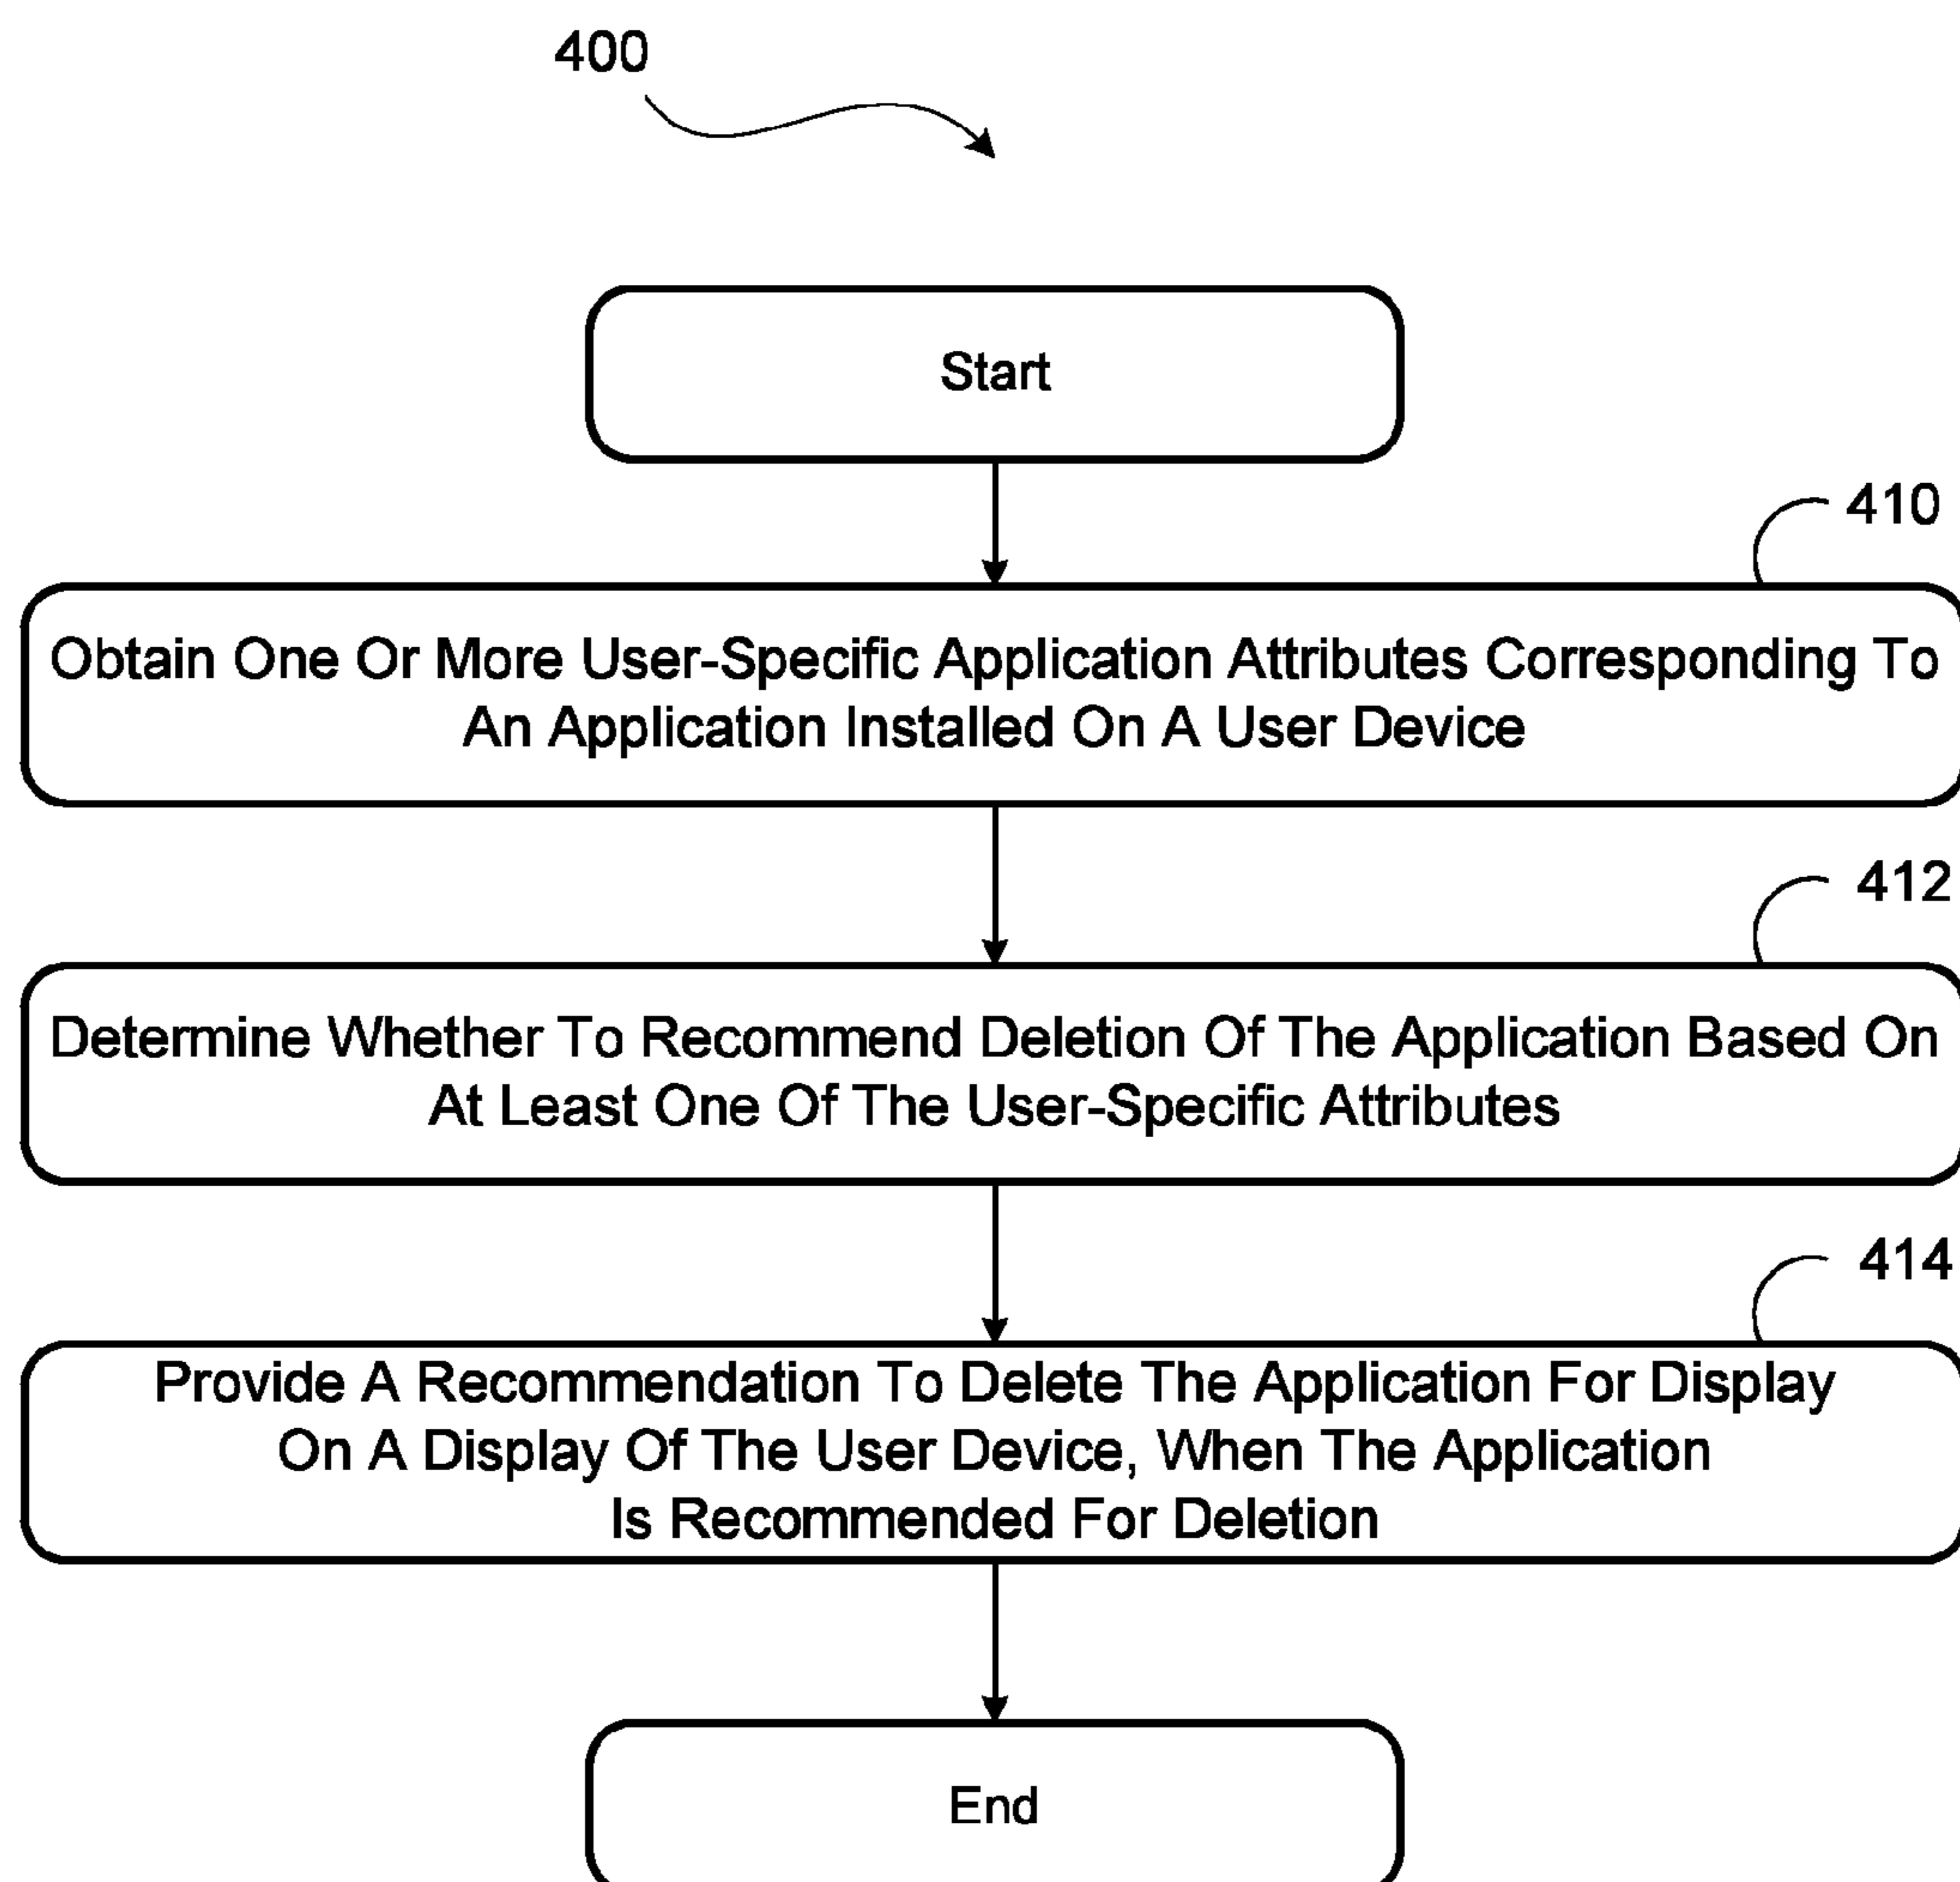 400
Start
410
Obtain One Or More User-Specific Application Attributes Corresponding To
An Application Installed On A User Device
412
Determine Whether To Recommend Deletion Of The Application Based On
At Least One Of The User-Specific Attributes
414
Provide A Recommendation To Delete The Application For Display
On A Display Of The User Device, When The Application
Is Recommended For Deletion
End